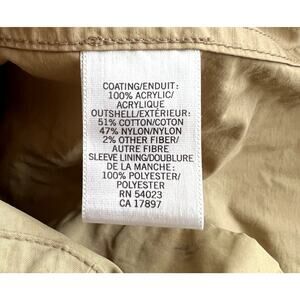 COATING/ENDUIT:
100% ACRYLIC/
ACRYLIQUE
OUTSHELL/EXTÉRIEUR:
51% COTTON/COTON
47% NYLON/NYLON
2% OTHER FIBER/
AUTRE FIBRE
SLEEVE LINING/DOUBLURE
DE LA MANCHE:
100% POLYESTER/
POLYESTER
RN 54023
CA 17897